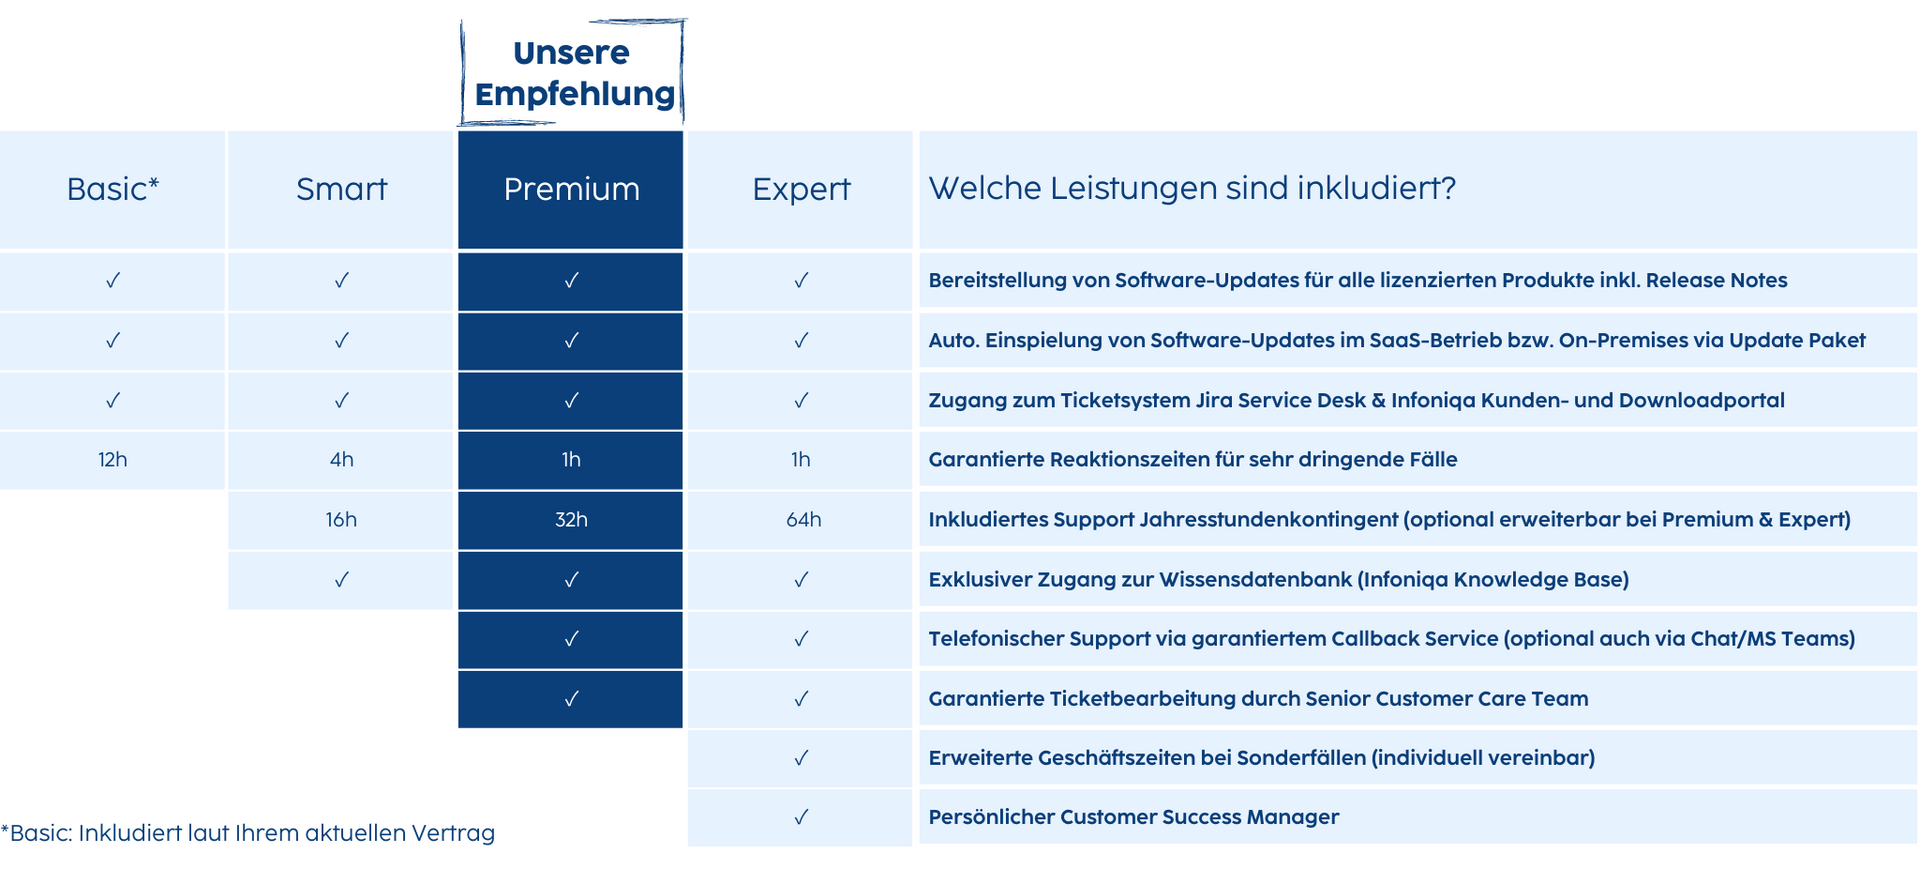 Unsere
Empfehlung
Basic* Smart Premium Expert Welche Leistungen sind inkludiert?
✓ ✓ ✓ ✓ Bereitstellung von Software-Updates für alle lizenzierten Produkte inkl. Release Notes
✓ ✓ ✓ ✓ Auto. Einspielung von Software-Updates im SaaS-Betrieb bzw. On-Premises via Update Paket
✓ ✓ ✓ ✓ Zugang zum Ticketsystem Jira Service Desk & Infoniqa Kunden- und Downloadportal
12h 4h 1h 1h Garantierte Reaktionszeiten für sehr dringende Fälle
16h 32h 64h Inkludiertes Support Jahresstundenkontingent (optional erweiterbar bei Premium & Expert)
✓ ✓ ✓ Exklusiver Zugang zur Wissensdatenbank (Infoniqa Knowledge Base)
✓ ✓ Telefonischer Support via garantiertem Callback Service (optional auch via Chat/MS Teams)
✓ ✓ Garantierte Ticketbearbeitung durch Senior Customer Care Team
✓ Erweiterte Geschäftszeiten bei Sonderfällen (individuell vereinbar)
✓ Persönlicher Customer Success Manager
*Basic: Inkludiert laut Ihrem aktuellen Vertrag